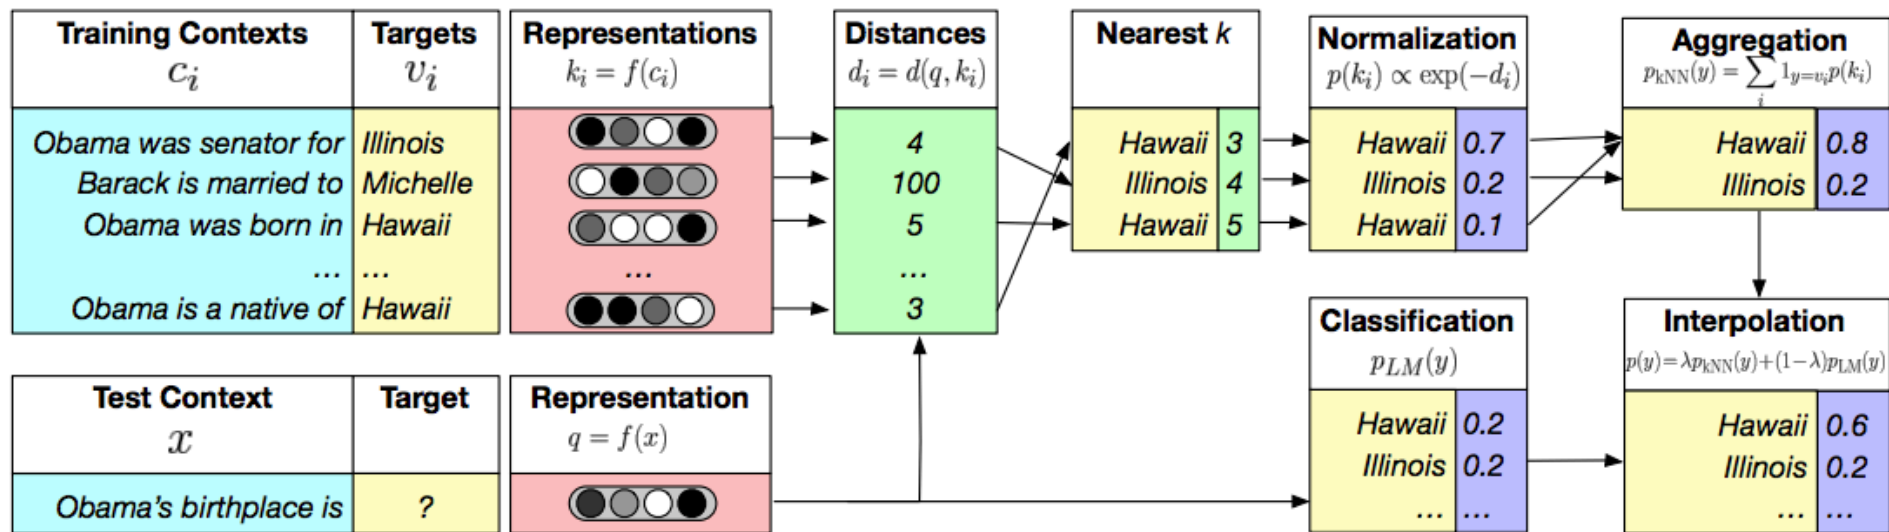 Training Contexts
c_i
Targets
v_i
Obama was senator for Illinois
Barack is married to Michelle
Obama was born in Hawaii
... ...
Obama is a native of Hawaii
Representations
k_i = f(c_i)
...
Distances
d_i = d(q, k_i)
4
100
5
...
3
Nearest k
Hawaii 3
Illinois 4
Hawaii 5
Normalization
p(k_i) ∝ exp(−d_i)
Hawaii 0.7
Illinois 0.2
Hawaii 0.1
Aggregation
p_kNN(y) = ∑_i 1_{y=v_i} p(k_i)
Hawaii 0.8
Illinois 0.2
Test Context
x
Target
Obama's birthplace is ?
Representation
q = f(x)
Classification
p_LM(y)
Hawaii 0.2
Illinois 0.2
... ...
Interpolation
p(y) = λp_kNN(y) + (1−λ)p_LM(y)
Hawaii 0.6
Illinois 0.2
... ...